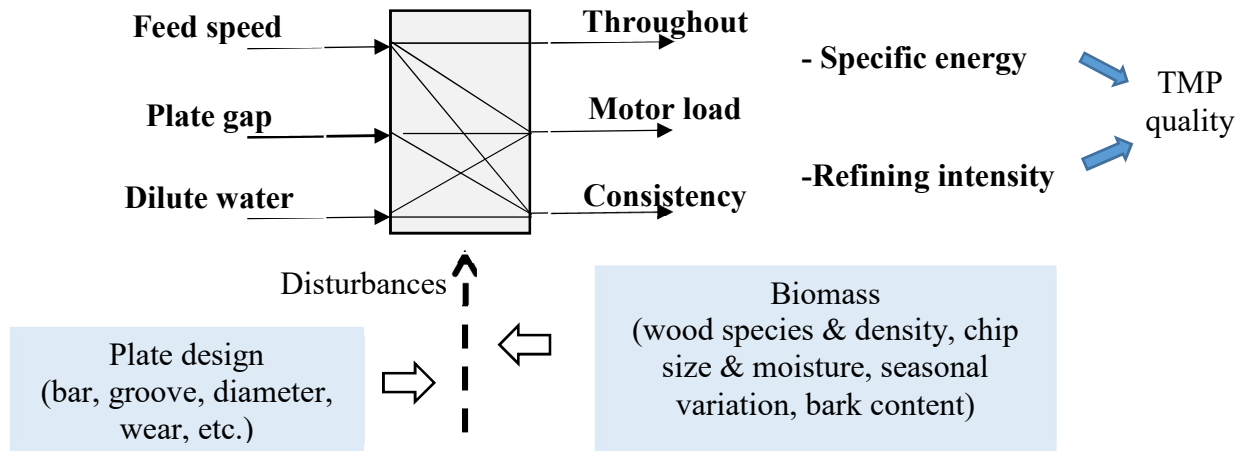 Feed speed
Throughout
- Specific energy
TMP
quality
Plate gap
Motor load
-Refining intensity
Dilute water
Consistency
Disturbances
Biomass
(wood species & density, chip
size & moisture, seasonal
variation, bark content)
Plate design
(bar, groove, diameter,
wear, etc.)